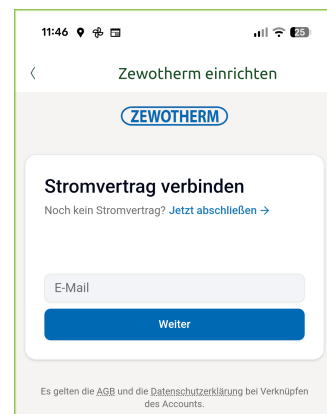 11:46
25
Zewotherm einrichten
ZEWOTHERM
Stromvertrag verbinden
Noch kein Stromvertrag? Jetzt abschließen →
E-Mail
Weiter
Es gelten die AGB und die Datenschutzerklärung bei Verknüpfen
des Accounts.